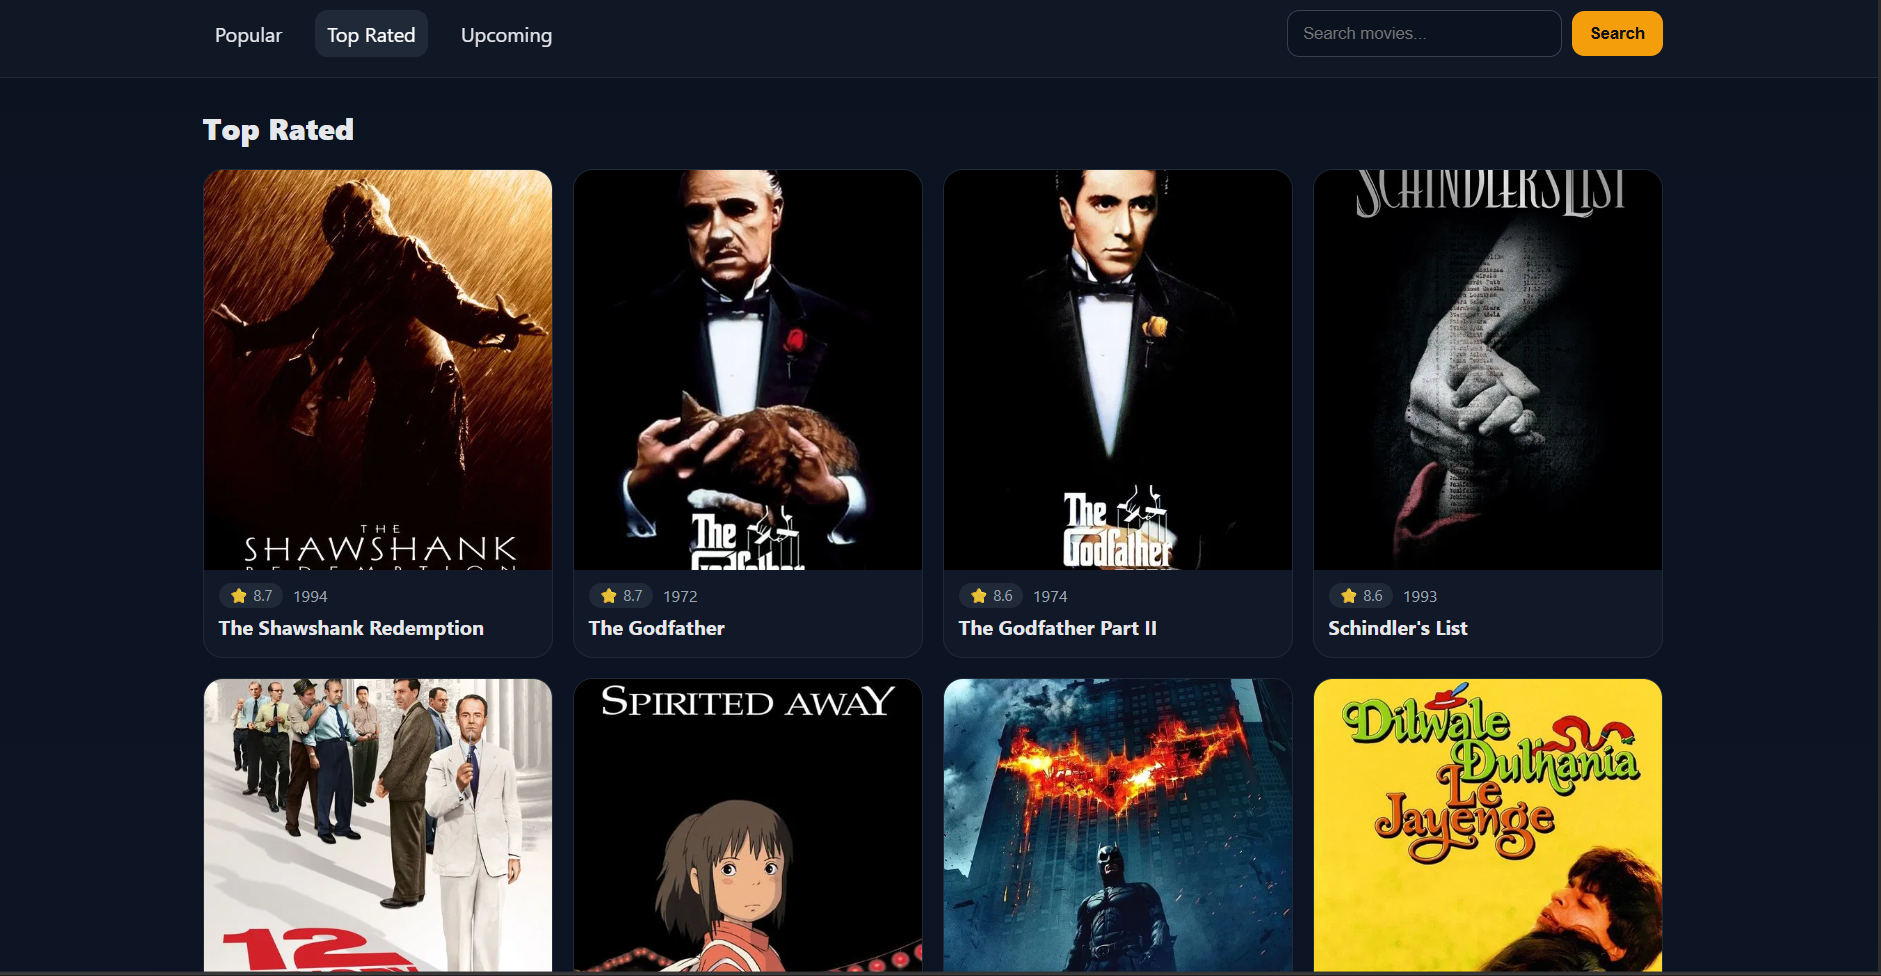 Popular
Top Rated
Upcoming
Search movies...
Search
Top Rated
THE
SHAWSHANK
REDEMPTION
The
Godfather
The
Godfather
SCHINDLER'S LIST
8.7 1994
The Shawshank Redemption
8.7 1972
The Godfather
8.6 1974
The Godfather Part II
8.6 1993
Schindler's List
12
SPIRITED AWAY
Dilwale
Dulhania
Le
Jayenge